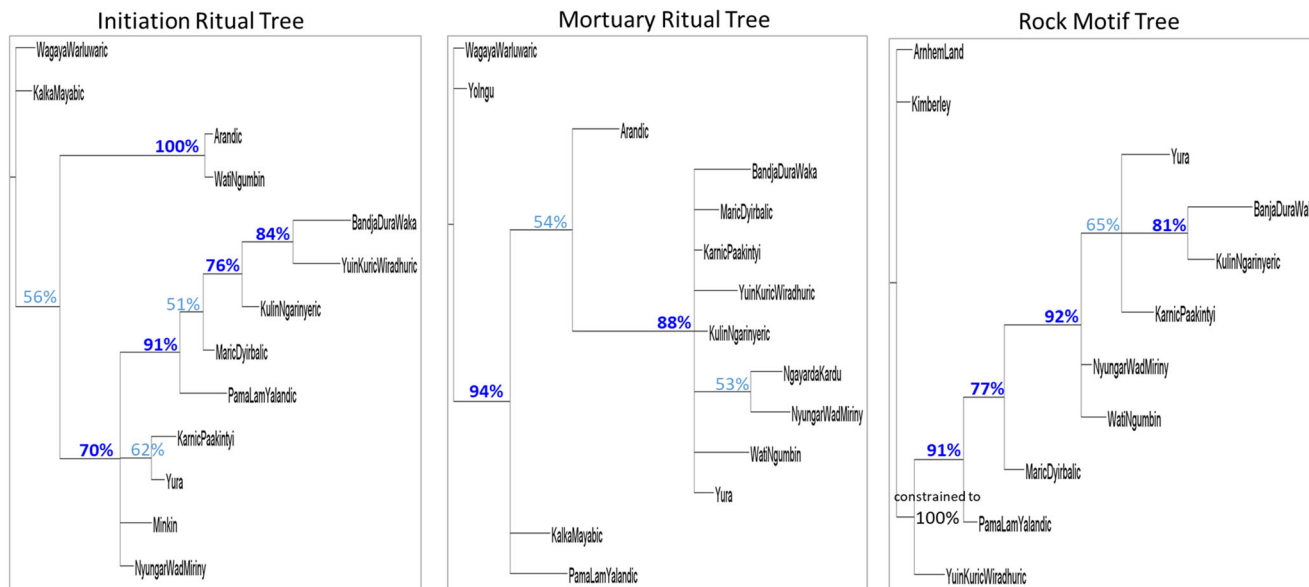 Initiation Ritual Tree
WagayaWarluwaric
KalkaMayabic
Arandic
100%
WatiNgumbin
BandjaDuraWaka
84%
YuinKuricWiradhuric
76%
56%
51%
KulinNgarinyeric
91%
MaricDyirbalic
PamaLamYalandic
KarnicPaakintyi
70%
62%
Yura
Minkin
NyungarWadMiriny
Mortuary Ritual Tree
WagayaWarluwaric
Yolngu
Arandic
BandjaDuraWaka
54%
MaricDyirbalic
KarnicPaakintyi
YuinKuricWiradhuric
88%
KulinNgarinyeric
NgayardaKardu
94%
53%
NyungarWadMiriny
WatiNgumbin
Yura
KalkaMayabic
PamaLamYalandic
Rock Motif Tree
ArnhemLand
Kimberley
Yura
BanjaDuraWa
65%
81%
KulinNgarinyeric
KarnicPaakintyi
92%
NyungarWadMiriny
77%
WatiNgumbin
91%
MaricDyirbalic
constrained to
100%
PamaLamYalandic
YuinKuricWiradhuric